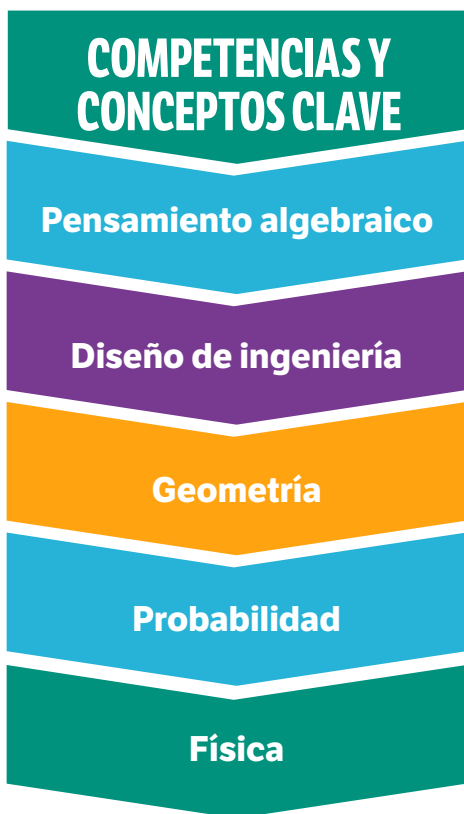 COMPETENCIAS Y
CONCEPTOS CLAVE
Pensamiento algebraico
Diseño de ingeniería
Geometría
Probabilidad
Física